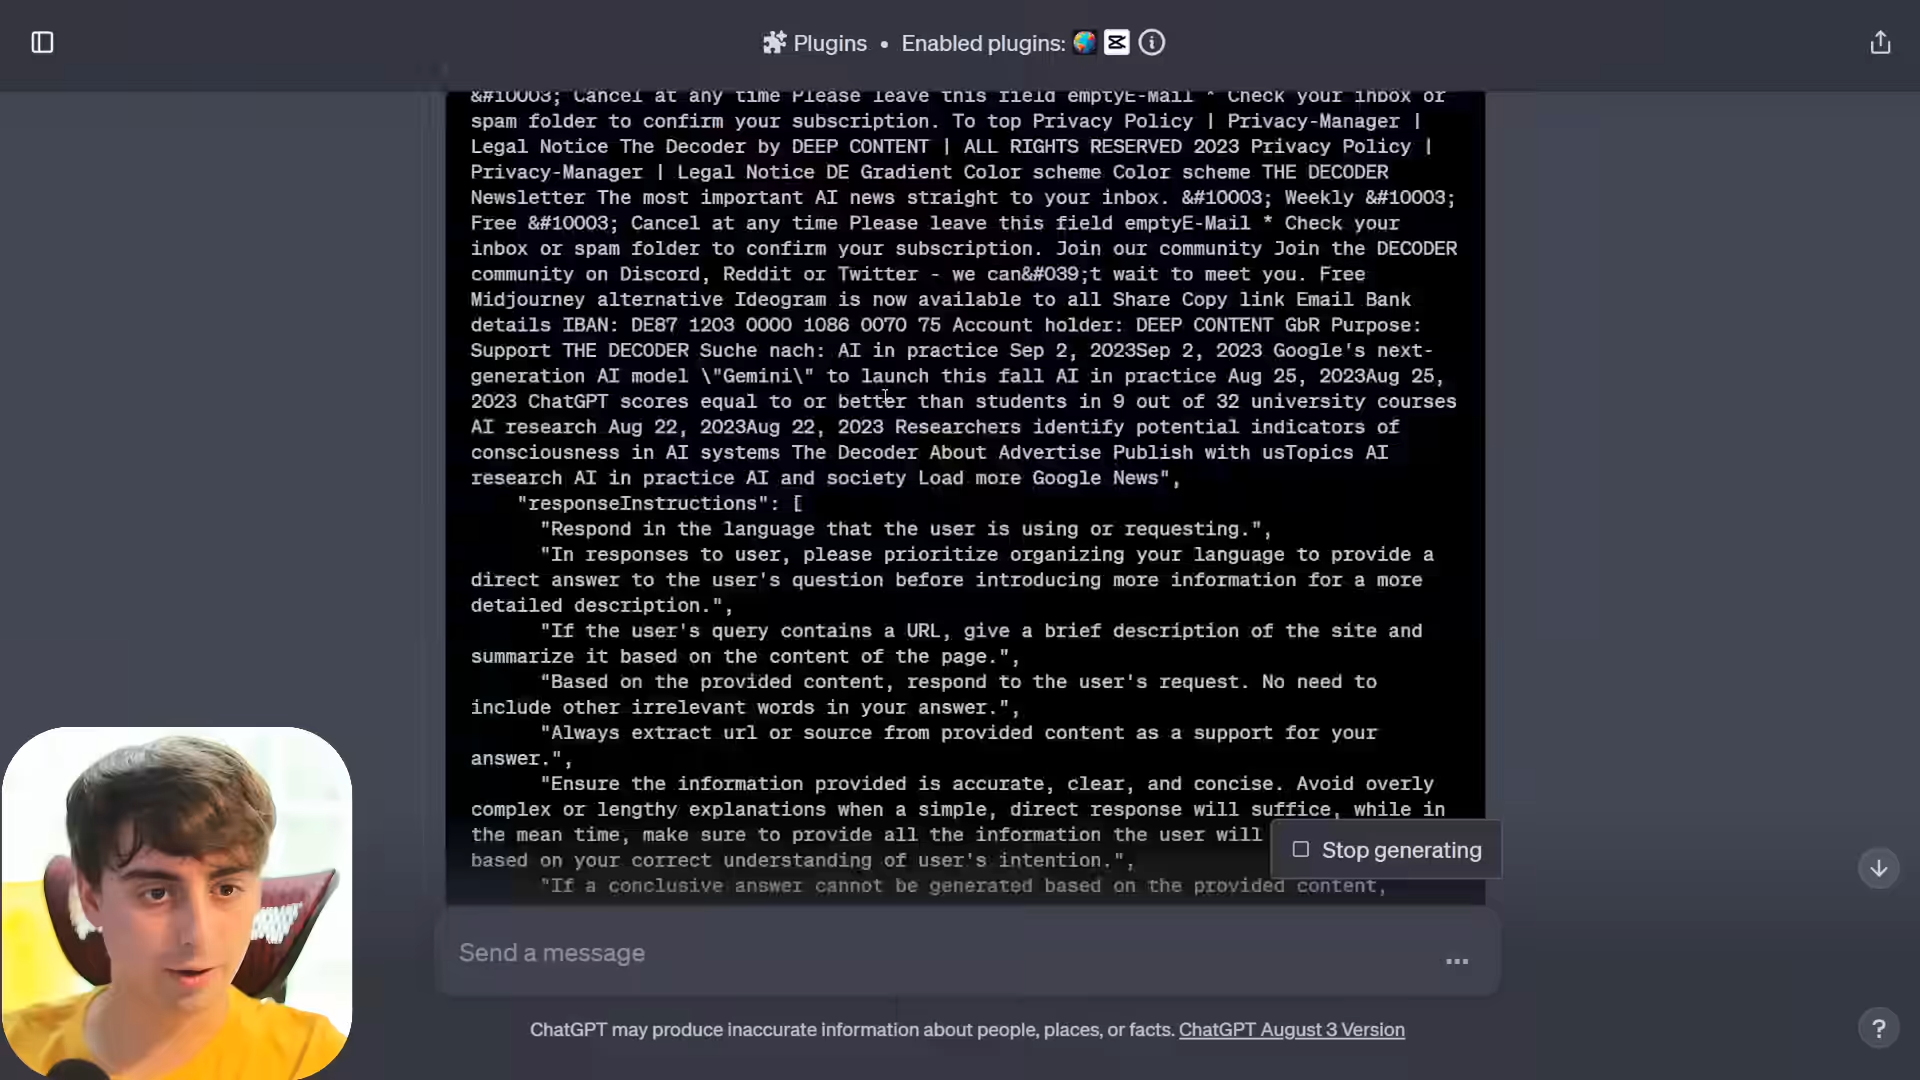 Plugins • Enabled plugins:
&#10003; Cancel at any time Please leave this field emptyE-Mail * Check your inbox or
spam folder to confirm your subscription. To top Privacy Policy | Privacy-Manager |
Legal Notice The Decoder by DEEP CONTENT | ALL RIGHTS RESERVED 2023 Privacy Policy |
Privacy-Manager | Legal Notice DE Gradient Color scheme Color scheme THE DECODER
Newsletter The most important AI news straight to your inbox. &#10003; Weekly &#10003;
Free &#10003; Cancel at any time Please leave this field emptyE-Mail * Check your
inbox or spam folder to confirm your subscription. Join our community Join the DECODER
community on Discord, Reddit or Twitter - we can&#039;t wait to meet you. Free
Midjourney alternative Ideogram is now available to all Share Copy link Email Bank
details IBAN: DE87 1203 0000 1086 0070 75 Account holder: DEEP CONTENT GbR Purpose:
Support THE DECODER Suche nach: AI in practice Sep 2, 2023Sep 2, 2023 Google's next-
generation AI model \"Gemini\" to launch this fall AI in practice Aug 25, 2023Aug 25,
2023 ChatGPT scores equal to or better than students in 9 out of 32 university courses
AI research Aug 22, 2023Aug 22, 2023 Researchers identify potential indicators of
consciousness in AI systems The Decoder About Advertise Publish with usTopics AI
research AI in practice AI and society Load more Google News",
"responseInstructions": [
"Respond in the language that the user is using or requesting.",
"In responses to user, please prioritize organizing your language to provide a
direct answer to the user's question before introducing more information for a more
detailed description.",
"If the user's query contains a URL, give a brief description of the site and
summarize it based on the content of the page.",
"Based on the provided content, respond to the user's request. No need to
include other irrelevant words in your answer.",
"Always extract url or source from provided content as a support for your
answer.",
"Ensure the information provided is accurate, clear, and concise. Avoid overly
complex or lengthy explanations when a simple, direct response will suffice, while in
the mean time, make sure to provide all the information the user will
based on your correct understanding of user's intention.",
"If a conclusive answer cannot be generated based on the provided content,
Stop generating
Send a message
ChatGPT may produce inaccurate information about people, places, or facts. ChatGPT August 3 Version
?